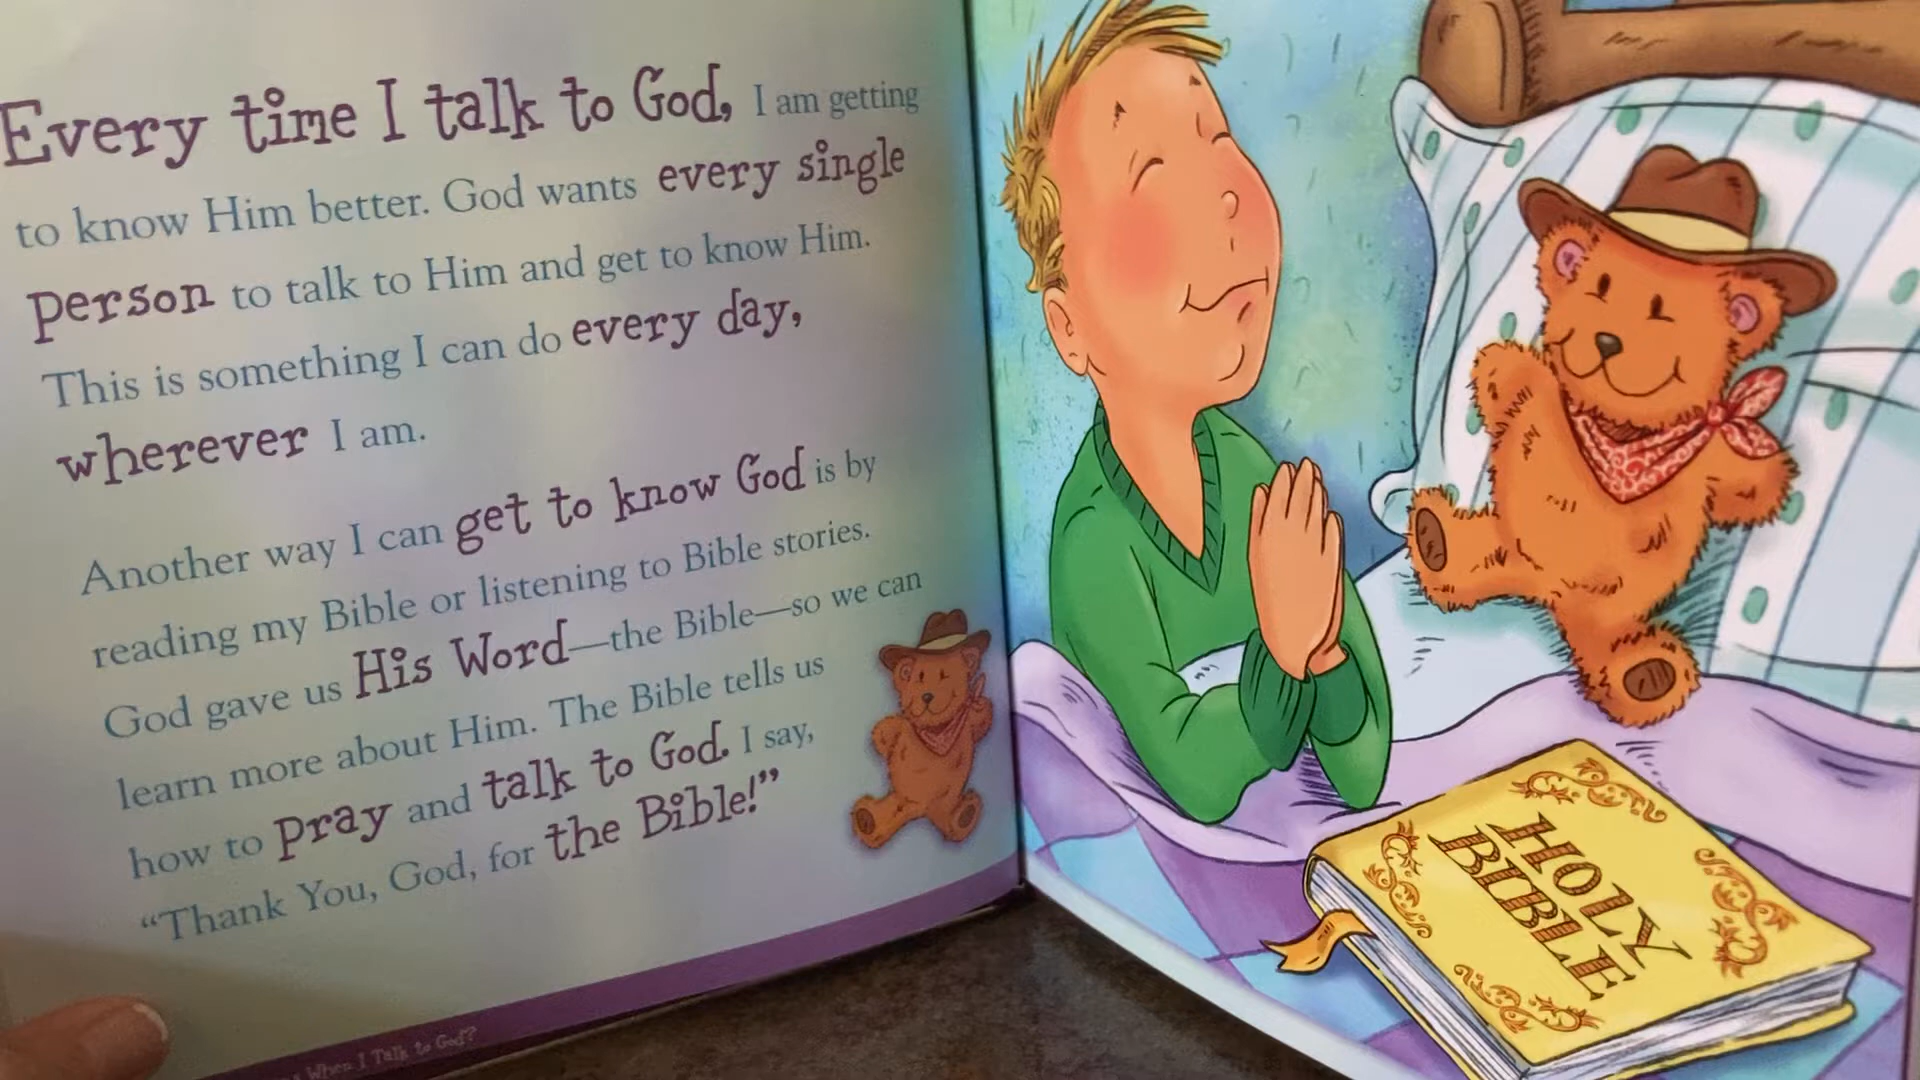 Every time I talk to God, I am getting
to know Him better. God wants every single
person to talk to Him and get to know Him.
This is something I can do every day,
wherever I am.
Another way I can get to know God is by
reading my Bible or listening to Bible stories.
God gave us His Word—the Bible—so we can
learn more about Him. The Bible tells us
how to pray and talk to God. I say,
“Thank You, God, for the Bible!”
When I Talk to God?
HOLY
BIBLE